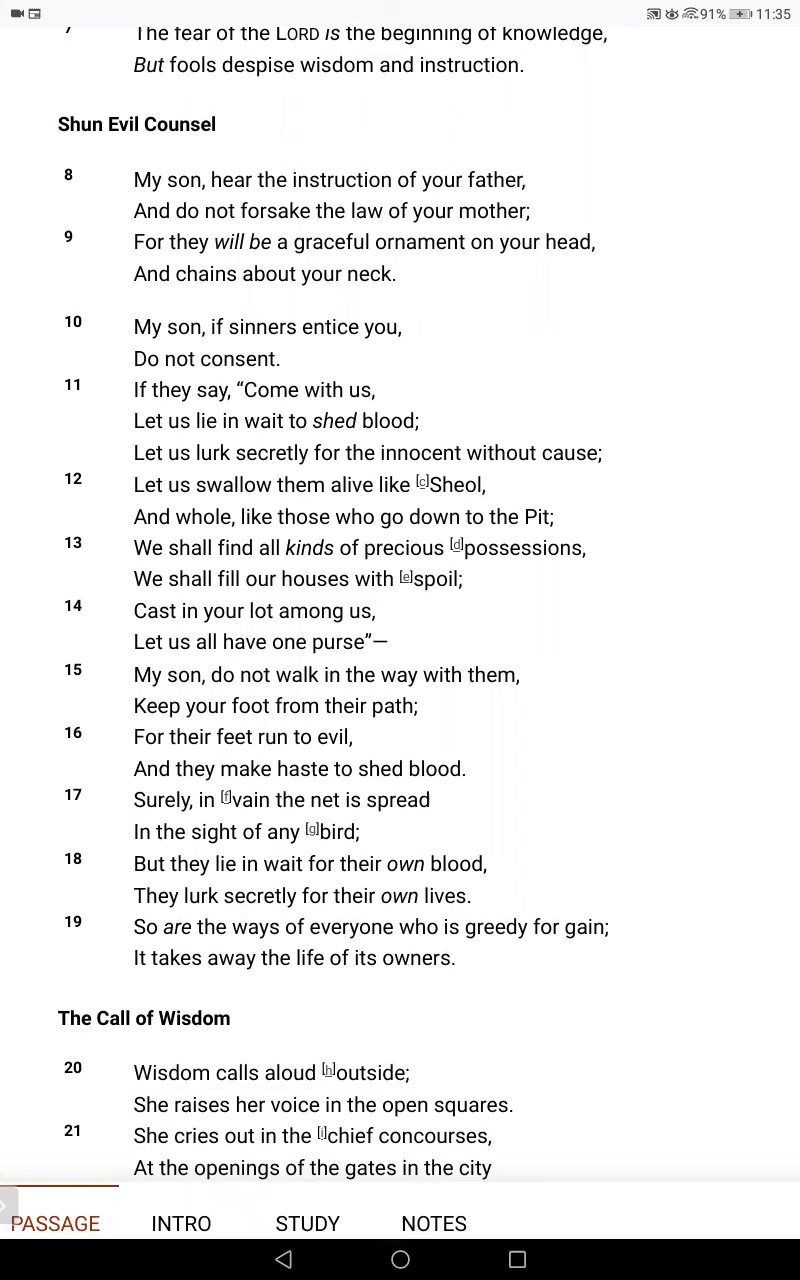 91% 11:35
7 The fear of the LORD is the beginning of knowledge,
But fools despise wisdom and instruction.
Shun Evil Counsel
8 My son, hear the instruction of your father,
And do not forsake the law of your mother;
9 For they will be a graceful ornament on your head,
And chains about your neck.
10 My son, if sinners entice you,
Do not consent.
11 If they say, “Come with us,
Let us lie in wait to shed blood;
Let us lurk secretly for the innocent without cause;
12 Let us swallow them alive like [c]Sheol,
And whole, like those who go down to the Pit;
13 We shall find all kinds of precious [d]possessions,
We shall fill our houses with [e]spoil;
14 Cast in your lot among us,
Let us all have one purse”—
15 My son, do not walk in the way with them,
Keep your foot from their path;
16 For their feet run to evil,
And they make haste to shed blood.
17 Surely, in [f]vain the net is spread
In the sight of any [g]bird;
18 But they lie in wait for their own blood,
They lurk secretly for their own lives.
19 So are the ways of everyone who is greedy for gain;
It takes away the life of its owners.
The Call of Wisdom
20 Wisdom calls aloud [h]outside;
She raises her voice in the open squares.
21 She cries out in the [i]chief concourses,
At the openings of the gates in the city
PASSAGE INTRO STUDY NOTES